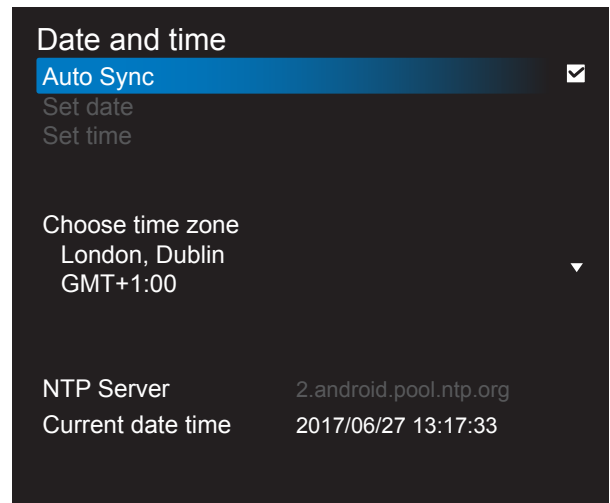 Date and time
Auto Sync
Set date
Set time
Choose time zone
London, Dublin
GMT+1:00
NTP Server 2.android.pool.ntp.org
Current date time 2017/06/27 13:17:33